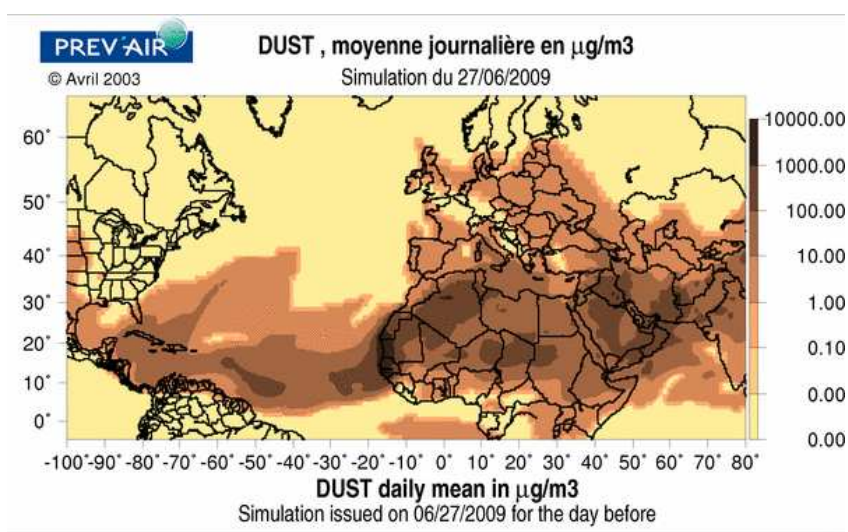 PREV'AIR
© Avril 2003
DUST , moyenne journalière en µg/m3
Simulation du 27/06/2009
60°
50°
40°
30°
20°
10°
0°
10000.00
1000.00
100.00
10.00
1.00
0.10
0.00
0.00
-100°-90° -80° -70° -60° -50° -40° -30° -20° -10° 0° 10° 20° 30° 40° 50° 60° 70° 80°
DUST daily mean in µg/m3
Simulation issued on 06/27/2009 for the day before